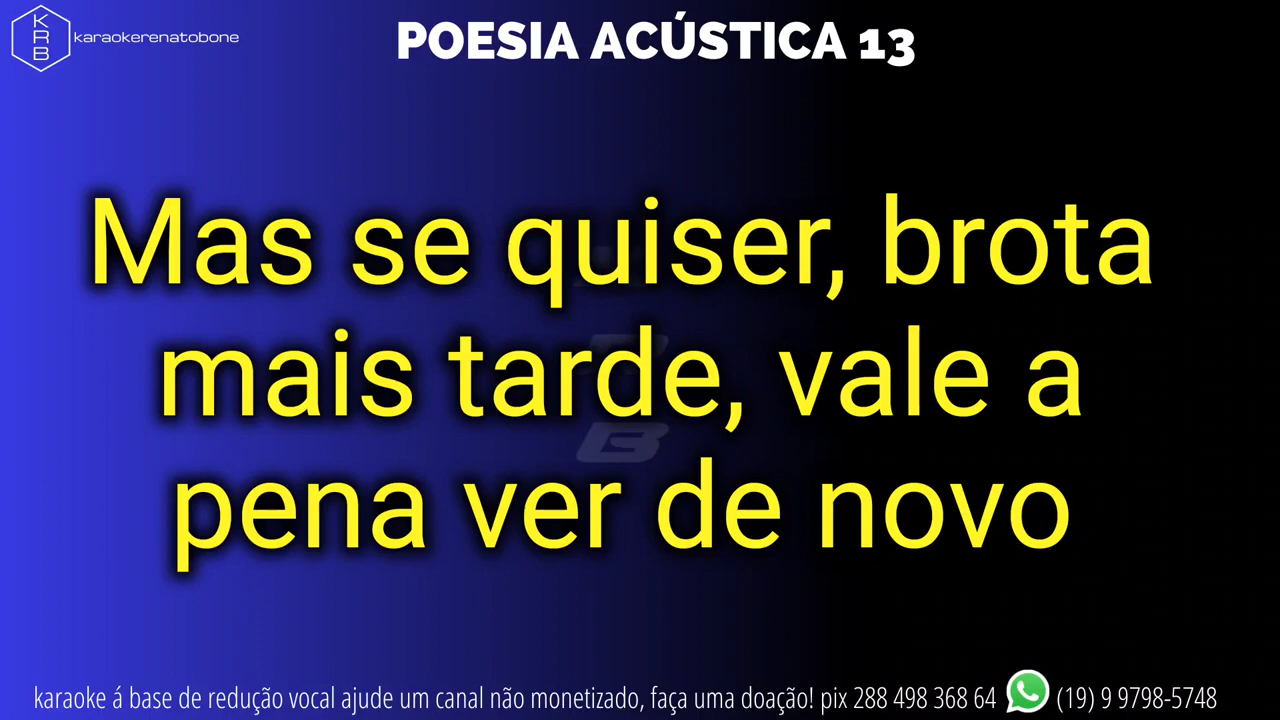 KRB
karaokerenatobone
POESIA ACÚSTICA 13
Mas se quiser, brota
mais tarde, vale a
pena ver de novo
karaoke á base de redução vocal ajude um canal não monetizado, faça uma doação! pix 288 498 368 64 (19) 9 9798-5748